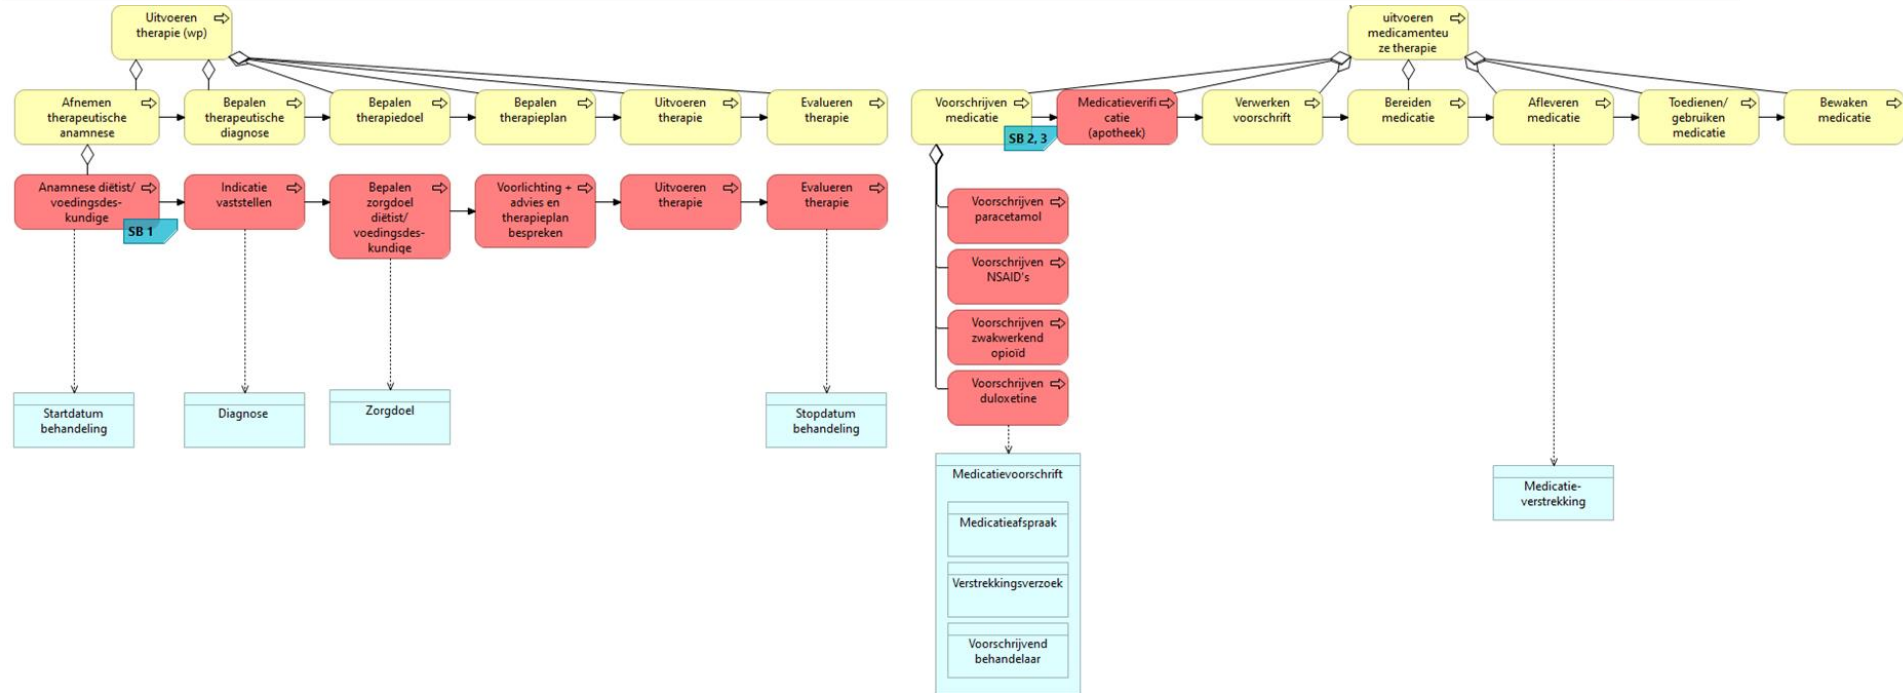 Uitvoeren
therapie (wp)
Afnemen
therapeutische
anamnese
Bepalen
therapeutische
diagnose
Bepalen
therapiedoel
Bepalen
therapieplan
Uitvoeren
therapie
Evalueren
therapie
Anamnese diëtist/
voedingsdes-
kundige
SB 1
Indicatie
vaststellen
Bepalen
zorgdoel
diëtist/
voedingsdes-
kundige
Voorlichting +
advies en
therapieplan
bespreken
Uitvoeren
therapie
Evalueren
therapie
Startdatum
behandeling
Diagnose
Zorgdoel
Stopdatum
behandeling
uitvoeren
medicamenteu
ze therapie
Voorschrijven
medicatie
SB 2, 3
Medicatieverifi
catie
(apotheek)
Verwerken
voorschrift
Bereiden
medicatie
Afleveren
medicatie
Toedienen/
gebruiken
medicatie
Bewaken
medicatie
Voorschrijven
paracetamol
Voorschrijven
NSAID's
Voorschrijven
zwakwerkend
opioïd
Voorschrijven
duloxetine
Medicatievoorschrift
Medicatieafspraak
Verstrekkingsverzoek
Voorschrijvend
behandelaar
Medicatie-
verstrekking